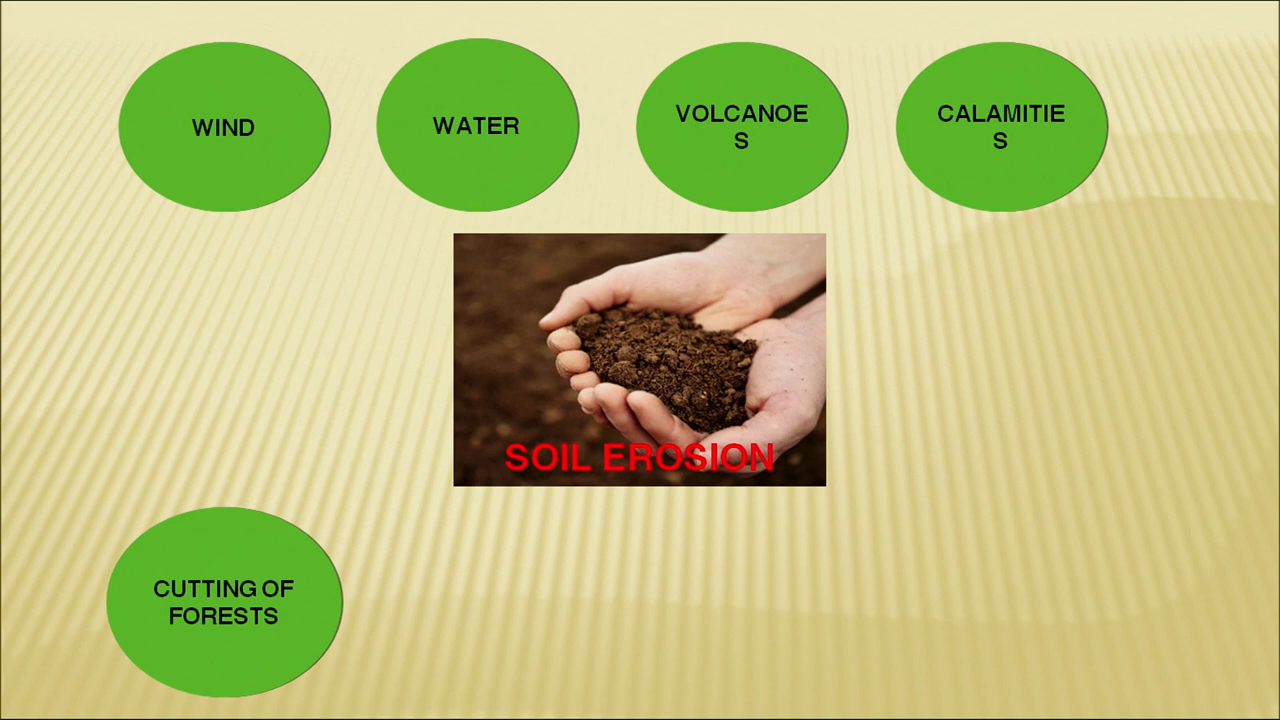 WIND
WATER
VOLCANOE
S
CALAMITIE
S
SOIL EROSION
CUTTING OF
FORESTS